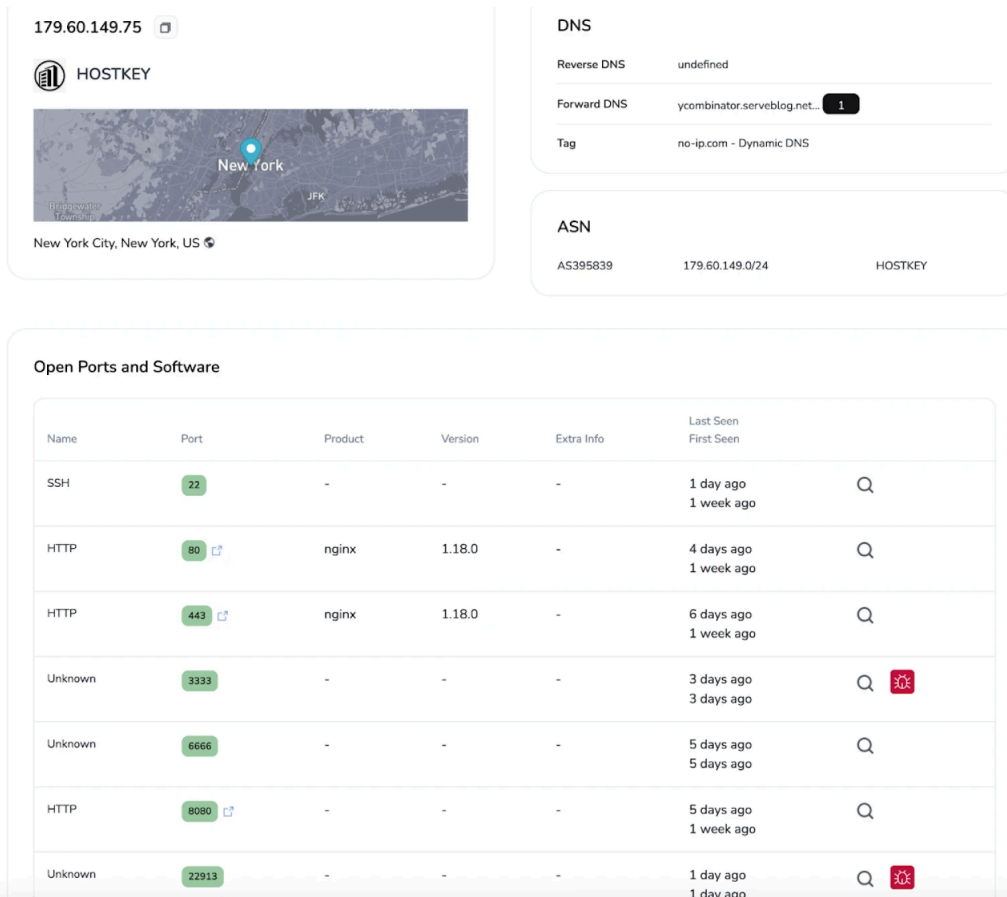 179.60.149.75
HOSTKEY
New York
JFK
Bridgewater
Township
New York City, New York, US
DNS
Reverse DNS undefined
Forward DNS ycombinator.serveblog.net... 1
Tag no-ip.com - Dynamic DNS
ASN
AS395839 179.60.149.0/24 HOSTKEY
Open Ports and Software
Last Seen
Name Port Product Version Extra Info First Seen
SSH 22 - - - 1 day ago
1 week ago
HTTP 80 nginx 1.18.0 - 4 days ago
1 week ago
HTTP 443 nginx 1.18.0 - 6 days ago
1 week ago
Unknown 3333 - - - 3 days ago
3 days ago
Unknown 6666 - - - 5 days ago
5 days ago
HTTP 8080 - - - 5 days ago
1 week ago
Unknown 22913 - - - 1 day ago
1 day ago